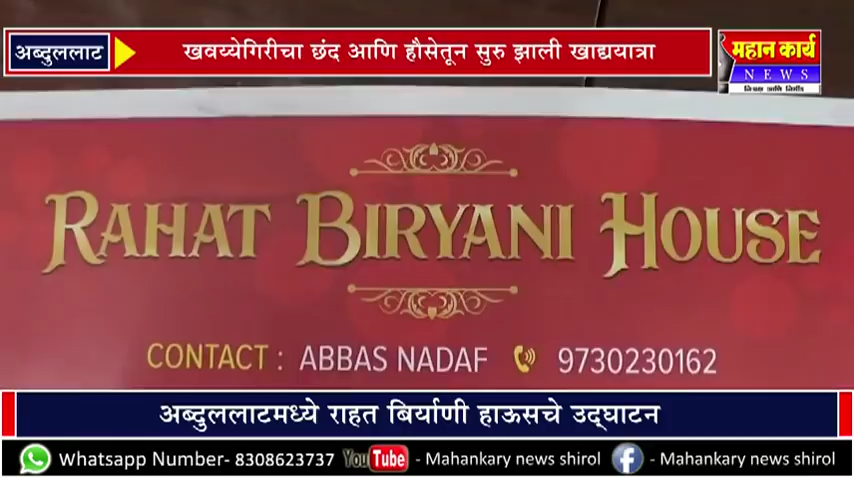 अब्दुललाट
खवय्येगिरीचा छंद आणि हौसेतून सुरु झाली खाद्ययात्रा
महान कार्य
NEWS
RAHAT BIRYANI HOUSE
CONTACT : ABBAS NADAF 9730230162
अब्दुललाटमध्ये राहत बिर्याणी हाऊसचे उद्घाटन
Whatsapp Number- 8308623737 YouTube - Mahankary news shirol f - Mahankary news shirol